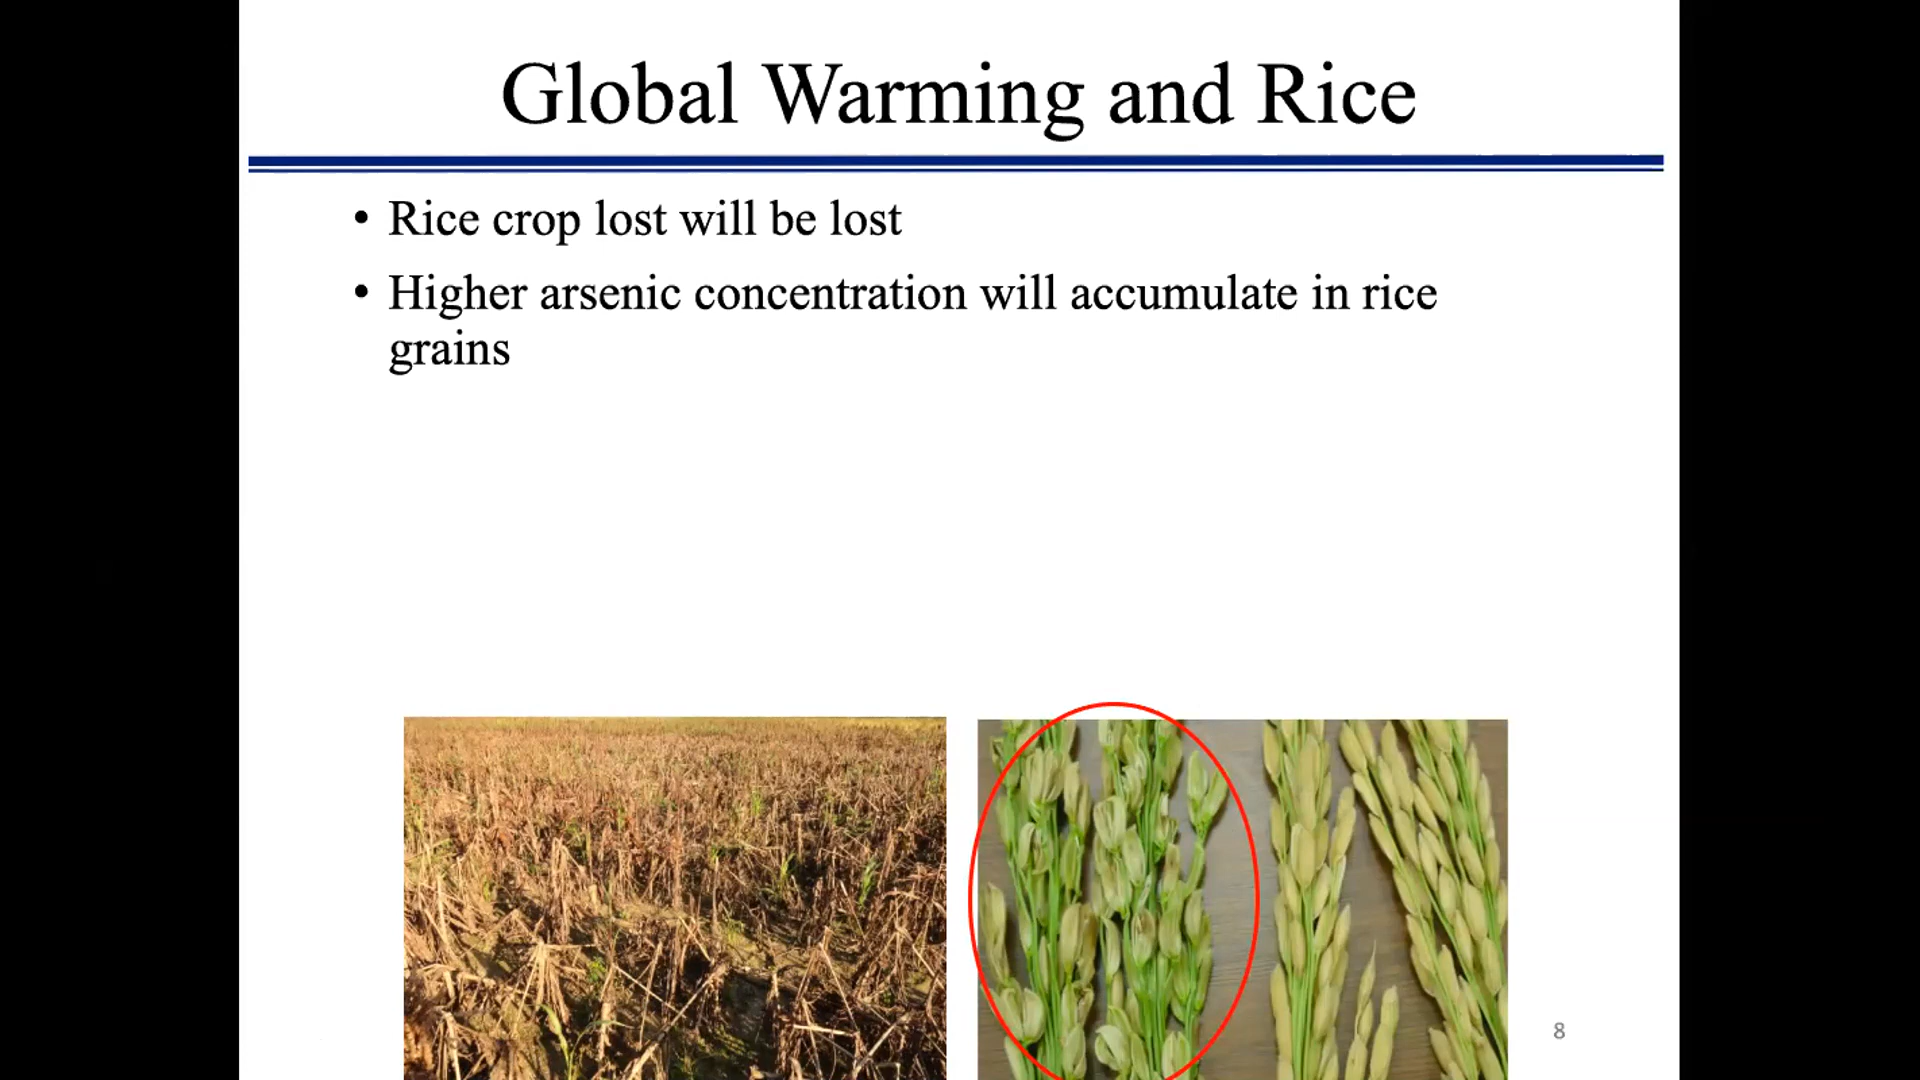 Global Warming and Rice
• Rice crop lost will be lost
• Higher arsenic concentration will accumulate in rice
grains
8